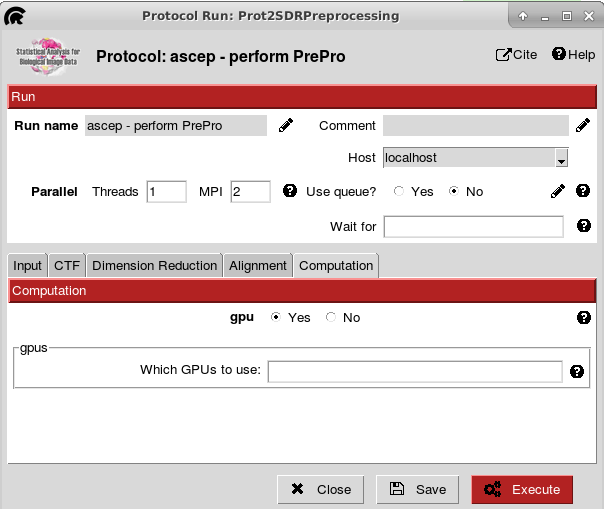 Protocol Run: Prot2SDRPreprocessing
Statistical Analysis for
Biological Image Data
Protocol: ascep - perform PrePro
Cite
Help
Run
Run name ascep - perform PrePro Comment
Host localhost
Parallel Threads 1 MPI 2 Use queue? Yes No
Wait for
Input CTF Dimension Reduction Alignment Computation
Computation
gpu Yes No
gpus
Which GPUs to use:
Close Save Execute